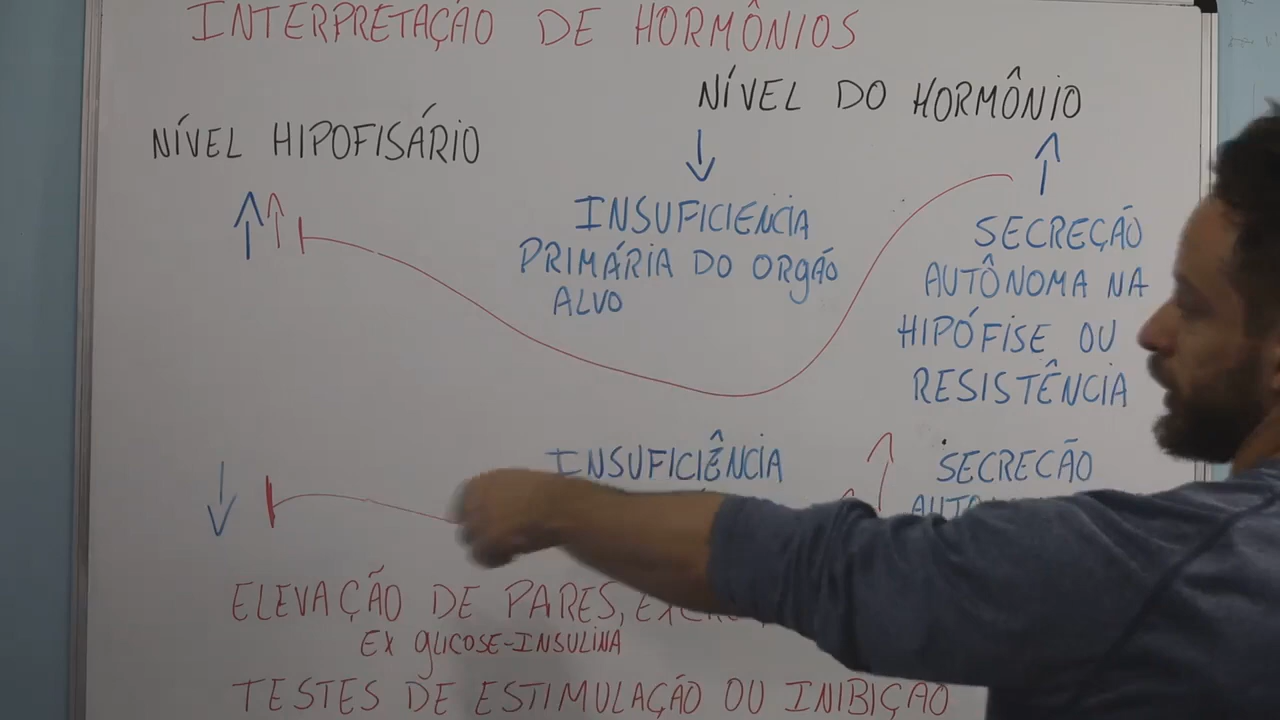 INTERPRETAÇÃO DE HORMÔNIOS
NÍVEL DO HORMÔNIO
NÍVEL HIPOFISÁRIO
INSUFICIENCIA
PRIMÁRIA DO ORGÃO
ALVO
SECREÇÃO
AUTÔNOMA NA
HIPÓFISE OU
RESISTÊNCIA
INSUFICIÊNCIA
SECRECÃO
ELEVAÇÃO DE PARES,
EX GLICOSE-INSULINA
TESTES DE ESTIMULAÇÃO OU INIBIÇÃO